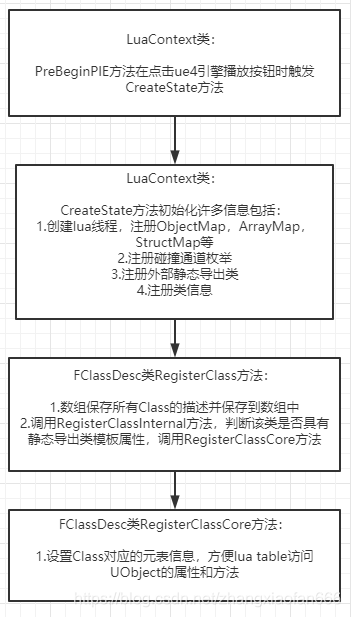 LuaContext类：
PreBeginPIE方法在点击ue4引擎播放按钮时触发
CreateState方法
LuaContext类：
CreateState方法初始化许多信息包括：
1.创建lua线程，注册ObjectMap，ArrayMap，
StructMap等
2.注册碰撞通道枚举
3.注册外部静态导出类
4.注册类信息
FClassDesc类RegisterClass方法：
1.数组保存所有Class的描述并保存到数组中
2.调用RegisterClassInternal方法，判断该类是否具有
静态导出类模板属性，调用RegisterClassCore方法
FClassDesc类RegisterClassCore方法：
1.设置Class对应的元表信息，方便lua table访问
UObject的属性和方法